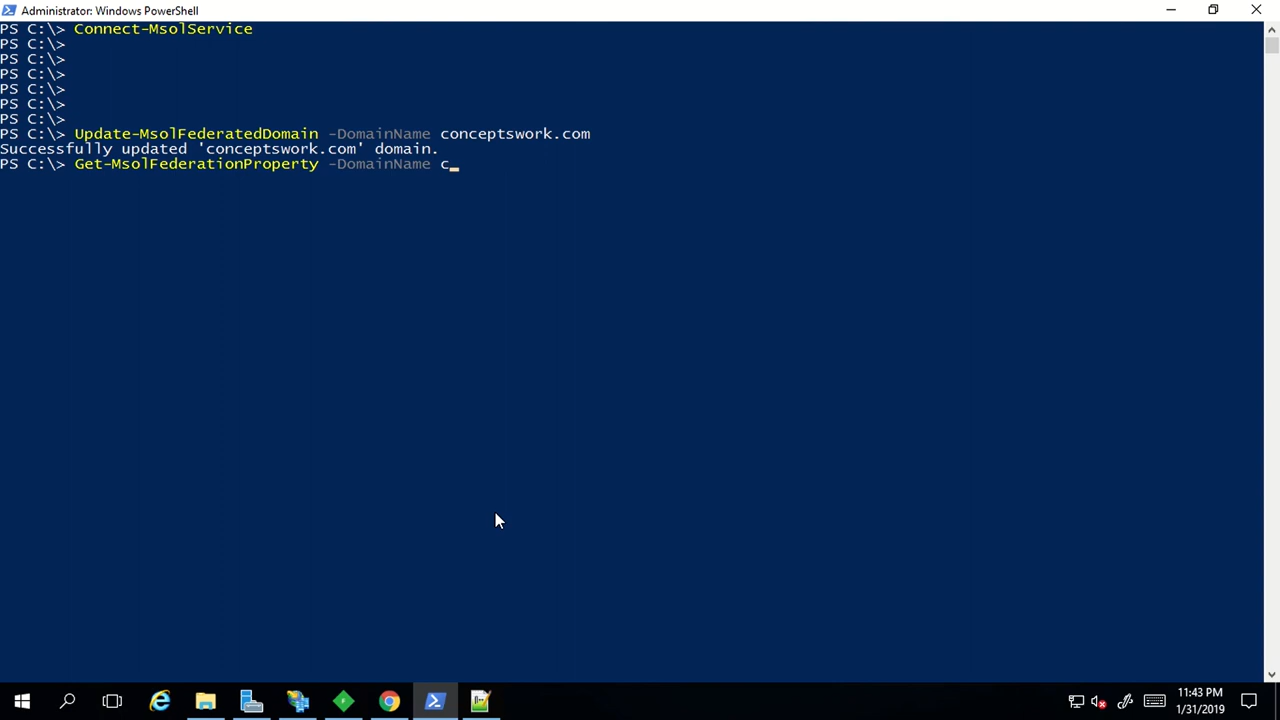 Administrator: Windows PowerShell
PS C:\> Connect-MsolService
PS C:\>
PS C:\>
PS C:\>
PS C:\>
PS C:\>
PS C:\>
PS C:\> Update-MsolFederatedDomain -DomainName conceptswork.com
Successfully updated 'conceptswork.com' domain.
PS C:\> Get-MsolFederationProperty -DomainName c_
11:43 PM
1/31/2019